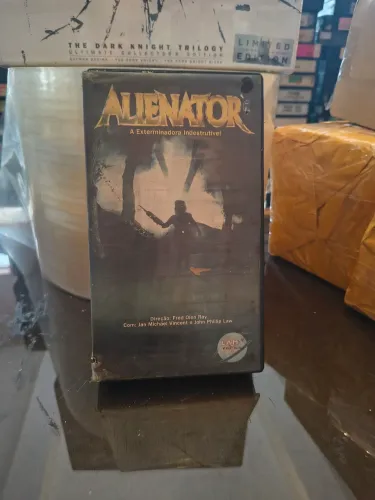 THE DARK KNIGHT TRILOGY
ULTIMATE COLLECTORS EDITION
LIMITED
EDITION
ALIENATOR
A Exterminadora Indestrutível
Direção: Fred Olen Ray
Com: Jan Michael Vincent e John Phillip Law